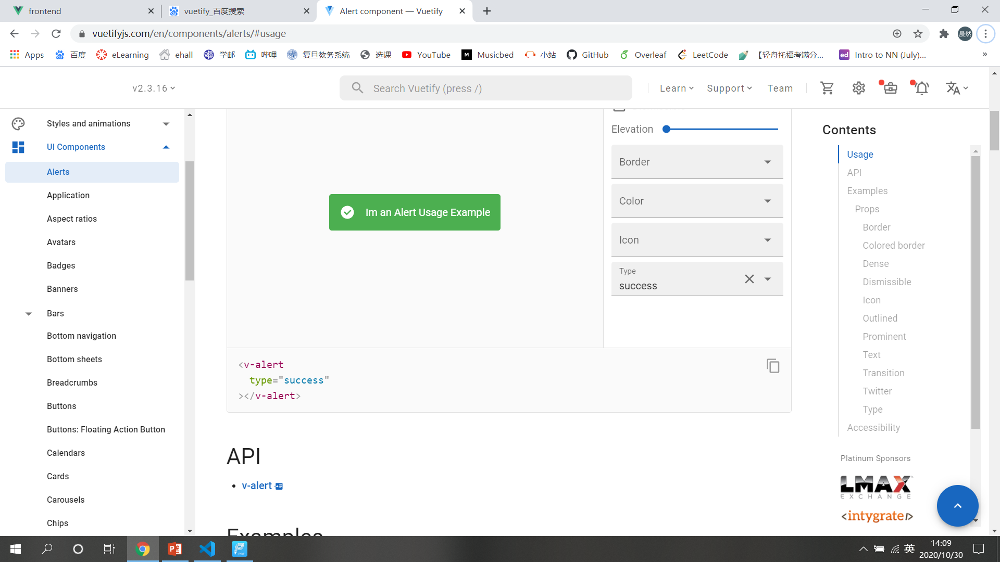 frontend
vuetify_百度搜索
Alert component — Vuetify
vuetifyjs.com/en/components/alerts/#usage
晨然
Apps
百度
eLearning
ehall
学邮
哔哩
复旦教务系统
选课
YouTube
Musicbed
小站
GitHub
Overleaf
LeetCode
【轻舟托福考满分...
Intro to NN (July)...
»
v2.3.16
Search Vuetify (press /)
Learn
Support
Team
Styles and animations
UI Components
Alerts
Application
Aspect ratios
Avatars
Badges
Banners
Bars
Bottom navigation
Bottom sheets
Breadcrumbs
Buttons
Buttons: Floating Action Button
Calendars
Cards
Carousels
Chips
Im an Alert Usage Example
Dismissible
Elevation
Border
Color
Icon
Type
success
<v-alert
type="success"
></v-alert>
API
v-alert
Examples
Contents
Usage
API
Examples
Props
Border
Colored border
Dense
Dismissible
Icon
Outlined
Prominent
Text
Transition
Twitter
Type
Accessibility
Platinum Sponsors
LMAX
EXCHANGE
<intygrate/>
英
14:09
2020/10/30